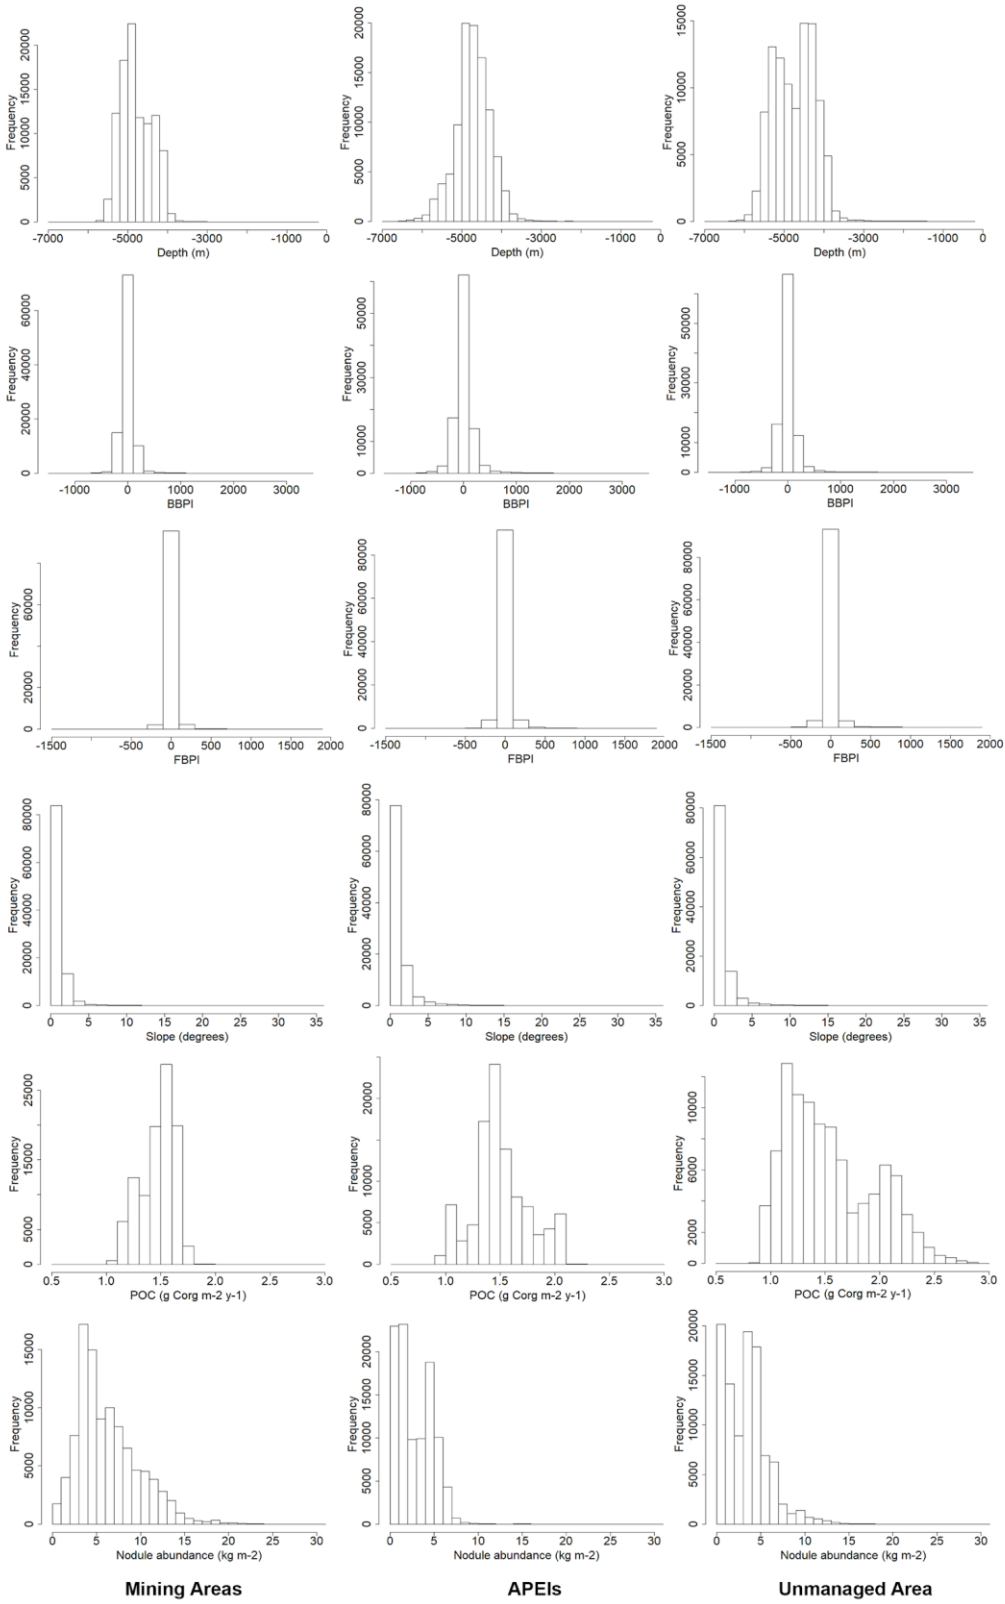 Frequency
0 5000 10000 15000 20000
-7000 -5000 -3000 -1000 0
Depth (m)
Frequency
0 5000 10000 15000 20000
-7000 -5000 -3000 -1000 0
Depth (m)
Frequency
0 5000 10000 15000
-7000 -5000 -3000 -1000 0
Depth (m)
Frequency
0 20000 40000 60000
-1000 0 1000 2000 3000
BBPI
Frequency
0 10000 30000 50000
-1000 0 1000 2000 3000
BBPI
Frequency
0 10000 30000 50000
-1000 0 1000 2000 3000
BBPI
Frequency
0 20000 60000
-1500 -500 0 500 1000 1500 2000
FBPI
Frequency
0 20000 40000 60000 80000
-1500 -500 0 500 1000 1500 2000
FBPI
Frequency
0 20000 40000 60000 80000
-1500 -500 0 500 1000 1500 2000
FBPI
Frequency
0 20000 40000 60000 80000
0 5 10 15 20 25 30 35
Slope (degrees)
Frequency
0 20000 40000 60000 80000
0 5 10 15 20 25 30 35
Slope (degrees)
Frequency
0 20000 40000 60000 80000
0 5 10 15 20 25 30 35
Slope (degrees)
Frequency
0 5000 15000 25000
0.5 1.0 1.5 2.0 2.5 3.0
POC (g Corg m-2 y-1)
Frequency
0 5000 10000 20000
0.5 1.0 1.5 2.0 2.5 3.0
POC (g Corg m-2 y-1)
Frequency
0 2000 6000 10000
0.5 1.0 1.5 2.0 2.5 3.0
POC (g Corg m-2 y-1)
Frequency
0 5000 10000 15000
0 5 10 15 20 25 30
Nodule abundance (kg m-2)
Frequency
0 5000 10000 15000 20000
0 5 10 15 20 25 30
Nodule abundance (kg m-2)
Frequency
0 5000 10000 15000 20000
0 5 10 15 20 25 30
Nodule abundance (kg m-2)
Mining Areas
APEIs
Unmanaged Area